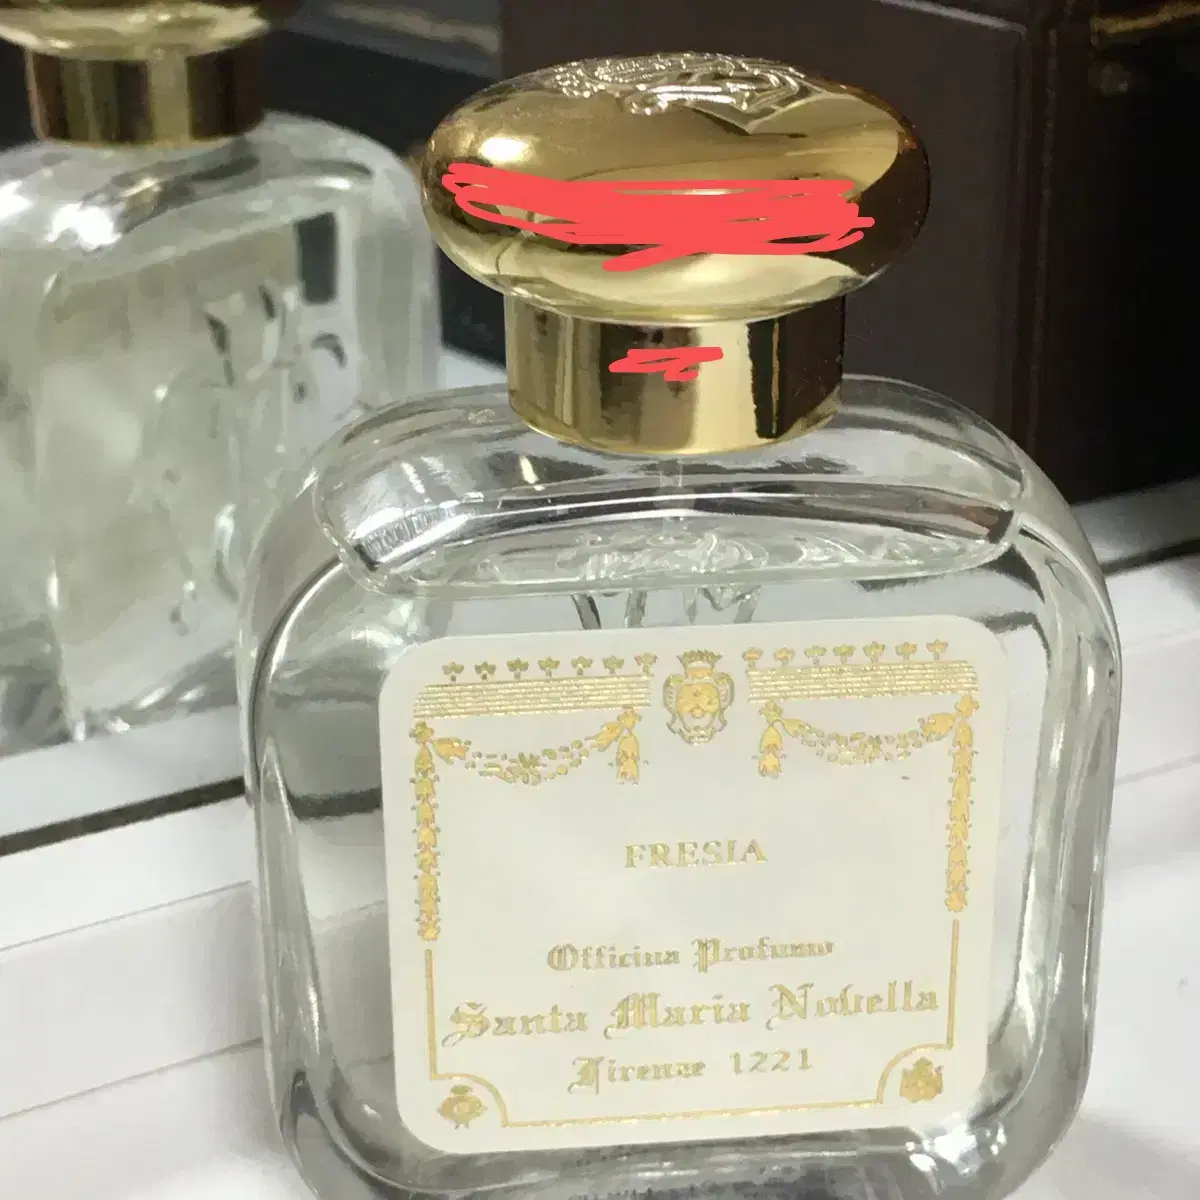 FRESIA
Officina Profumo
Santa Maria Novella
Firenze 1221